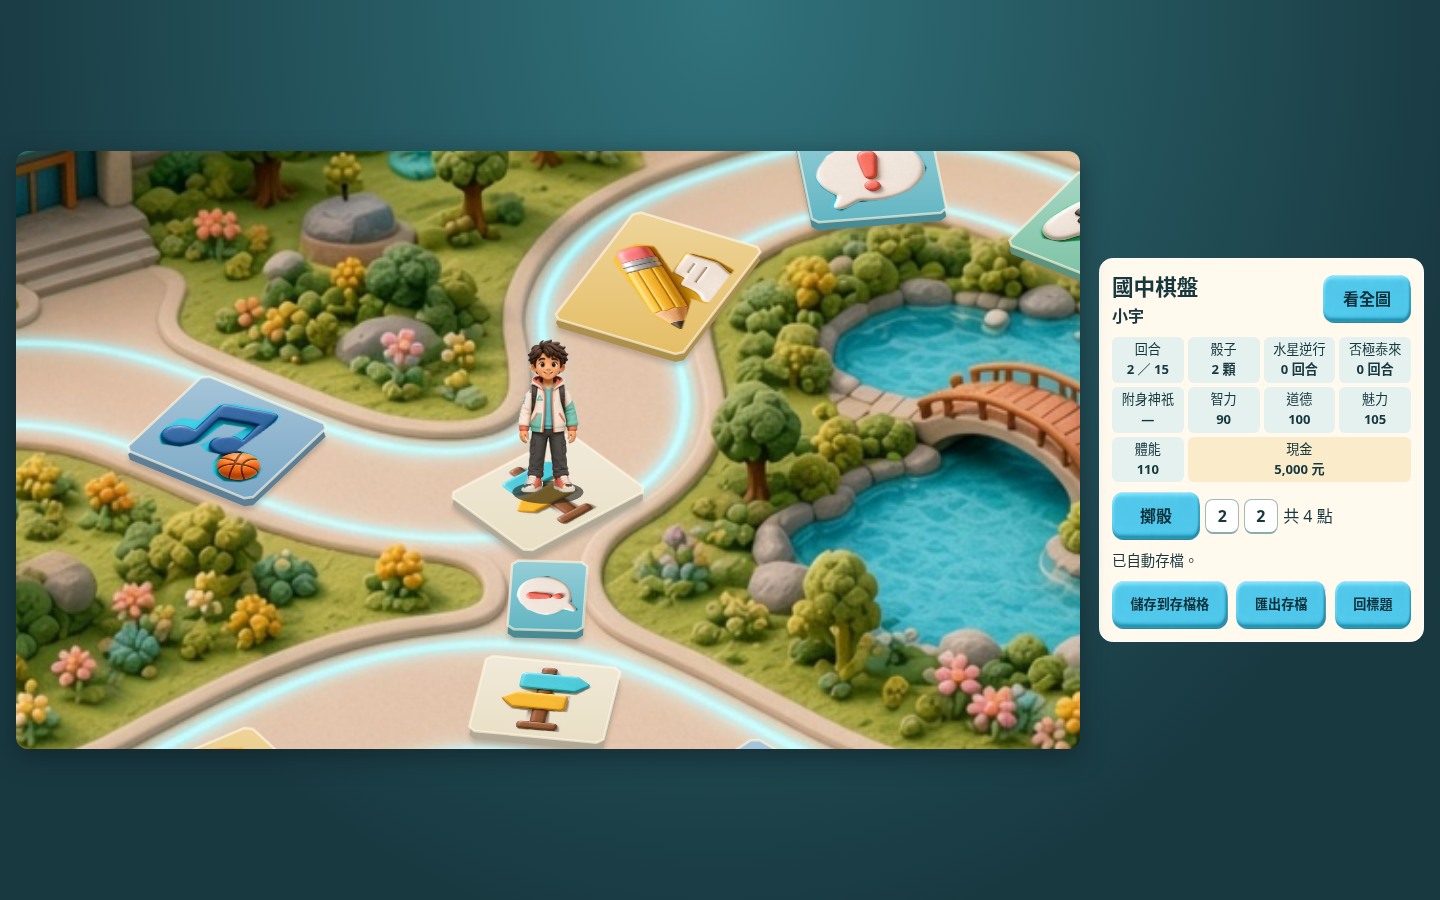 國中棋盤
小宇
看全圖
回合
2 ／ 15
骰子
2 顆
水星逆行
0 回合
否極泰來
0 回合
附身神祇
—
智力
90
道德
100
魅力
105
體能
110
現金
5,000 元
擲骰
2
2
共 4 點
已自動存檔。
儲存到存檔格
匯出存檔
回標題